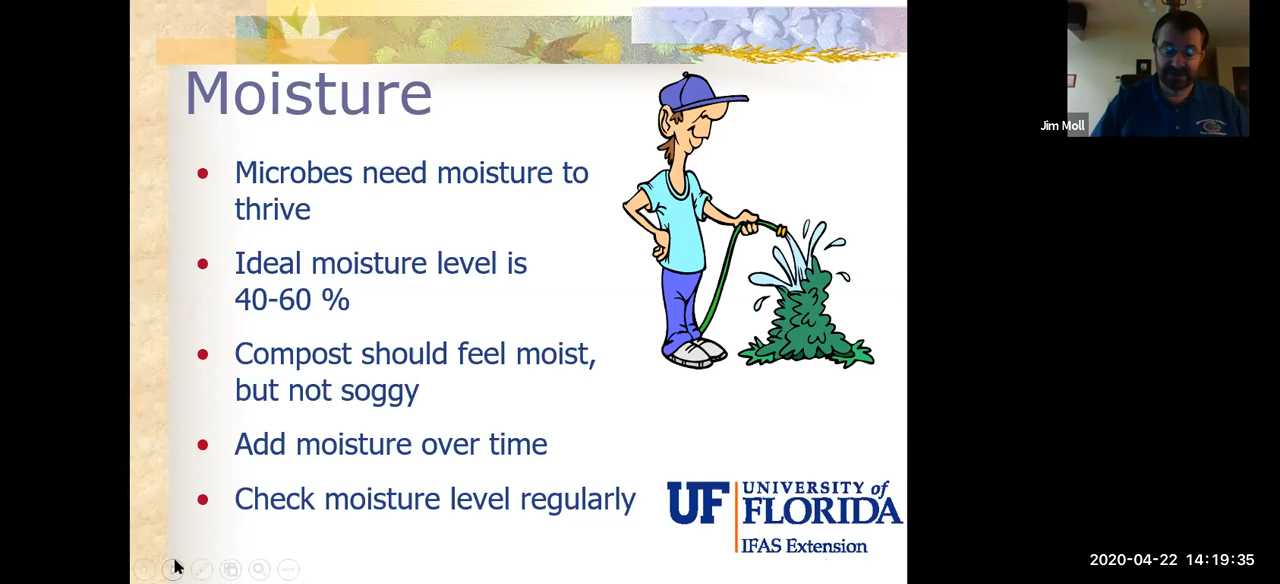 Moisture
Microbes need moisture to
thrive
Ideal moisture level is
40-60 %
Compost should feel moist,
but not soggy
Add moisture over time
Check moisture level regularly
UF UNIVERSITY of
FLORIDA
IFAS Extension
Jim Moll
2020-04-22 14:19:35